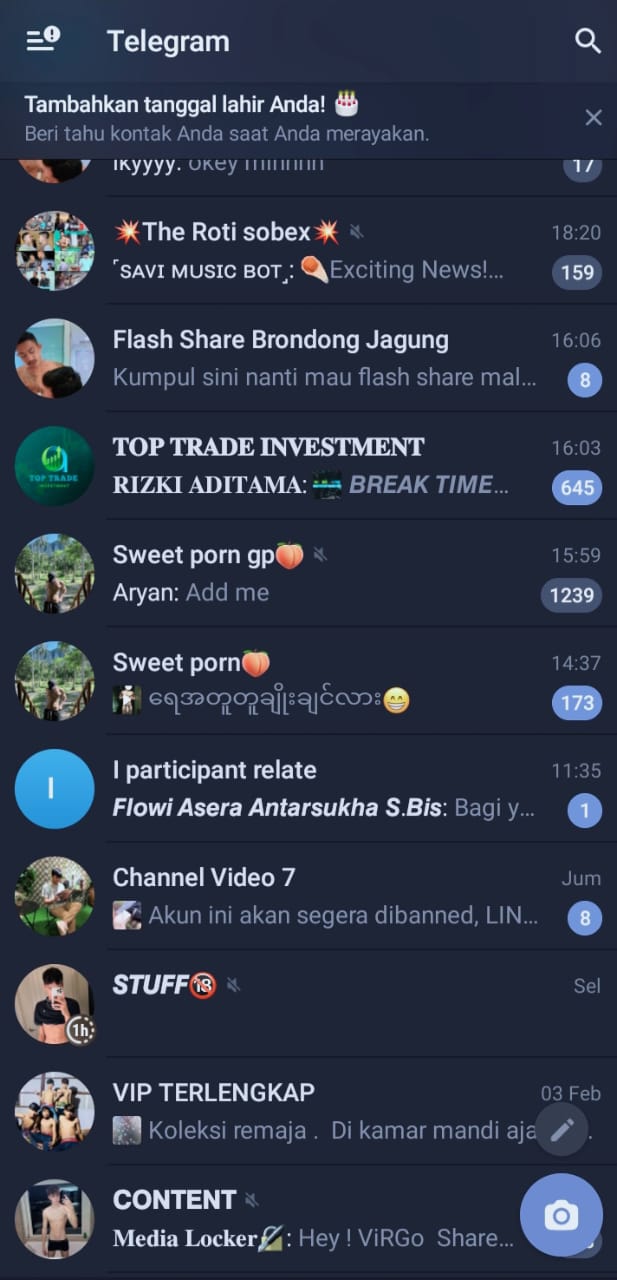 Telegram
Tambahkan tanggal lahir Anda! 🎂
Beri tahu kontak Anda saat Anda merayakan.
17
💥The Roti sobex💥 18:20
「SAVI MUSIC BOT」: Exciting News!... 159
Flash Share Brondong Jagung 16:06
Kumpul sini nanti mau flash share mal... 8
TOP TRADE INVESTMENT 16:03
RIZKI ADITAMA: BREAK TIME... 645
Sweet porn gp🍑 15:59
Aryan: Add me 1239
Sweet porn🍑 14:37
ရေအတူတူချိုးချင်လား😁 173
I
I participant relate 11:35
Flowi Asera Antarsukha S.Bis: Bagi y... 1
Channel Video 7 Jum
Akun ini akan segera dibanned, LIN... 8
STUFF🔞 Sel
1h
VIP TERLENGKAP 03 Feb
Koleksi remaja . Di kamar mandi aja
CONTENT
Media Locker: Hey ! ViRGo Share...